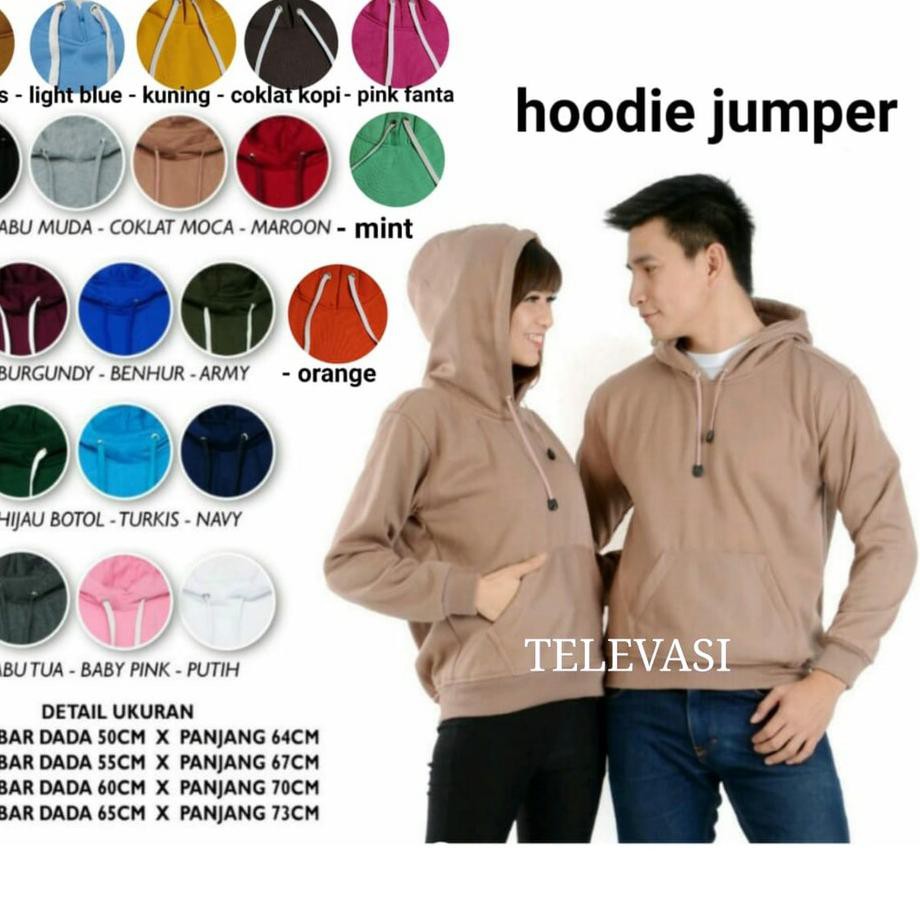 s - light blue - kuning - coklat kopi - pink fanta
hoodie jumper
ABU MUDA - COKLAT MOCA - MAROON - mint
BURGUNDY - BENHUR - ARMY
- orange
HIJAU BOTOL - TURKIS - NAVY
TELEVASI
ABU TUA - BABY PINK - PUTIH
DETAIL UKURAN
BAR DADA 50CM X PANJANG 64CM
BAR DADA 55CM X PANJANG 67CM
BAR DADA 60CM X PANJANG 70CM
BAR DADA 65CM X PANJANG 73CM